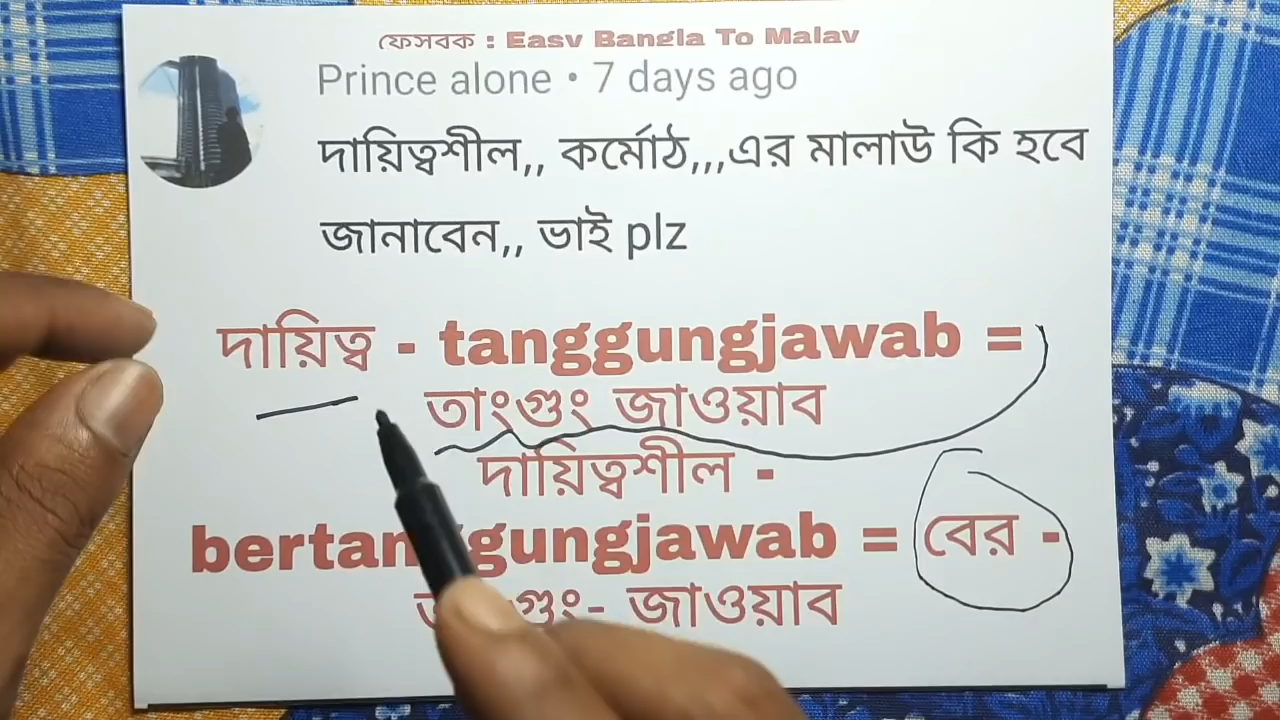 ফেসবক : Easy Bangla To Malay
Prince alone • 7 days ago
দায়িত্বশীল,, কর্মোঠ,,,এর মালাউ কি হবে
জানাবেন,, ভাই plz
দায়িত্ব - tanggungjawab =
তাংগুং জাওয়াব
দায়িত্বশীল -
bertanggungjawab = বের -
জাওয়াব